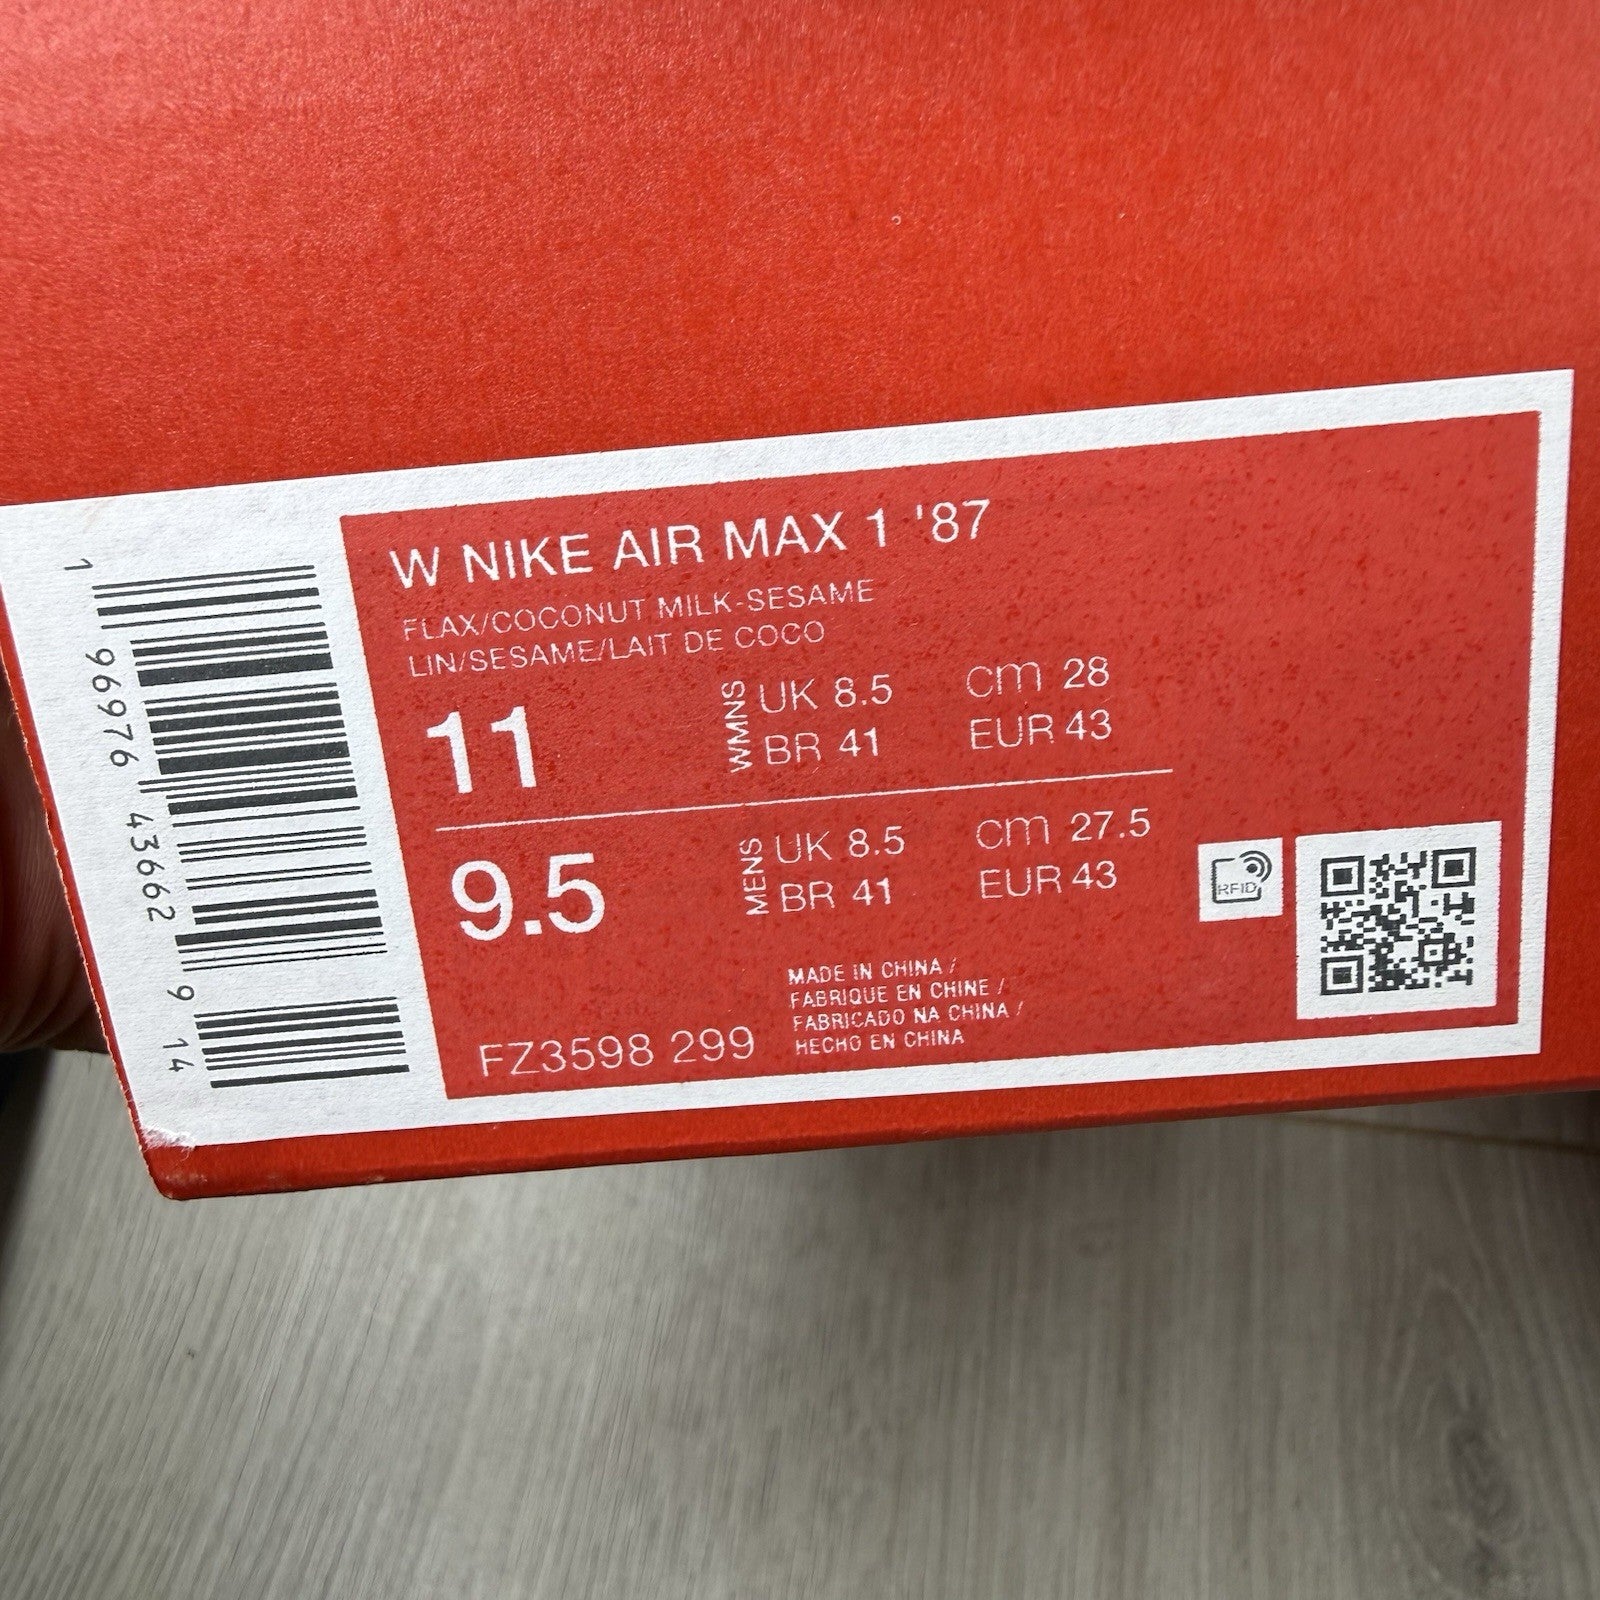 W NIKE AIR MAX 1 '87
FLAX/COCONUT MILK-SESAME
LIN/SESAME/LAIT DE COCO
11
WMNS
UK 8.5 CM 28
BR 41 EUR 43
9.5
MENS
UK 8.5 CM 27.5
BR 41 EUR 43
RFID
MADE IN CHINA /
FABRIQUE EN CHINE /
FABRICADO NA CHINA /
HECHO EN CHINA
FZ3598 299
1 96976 43662 9 14